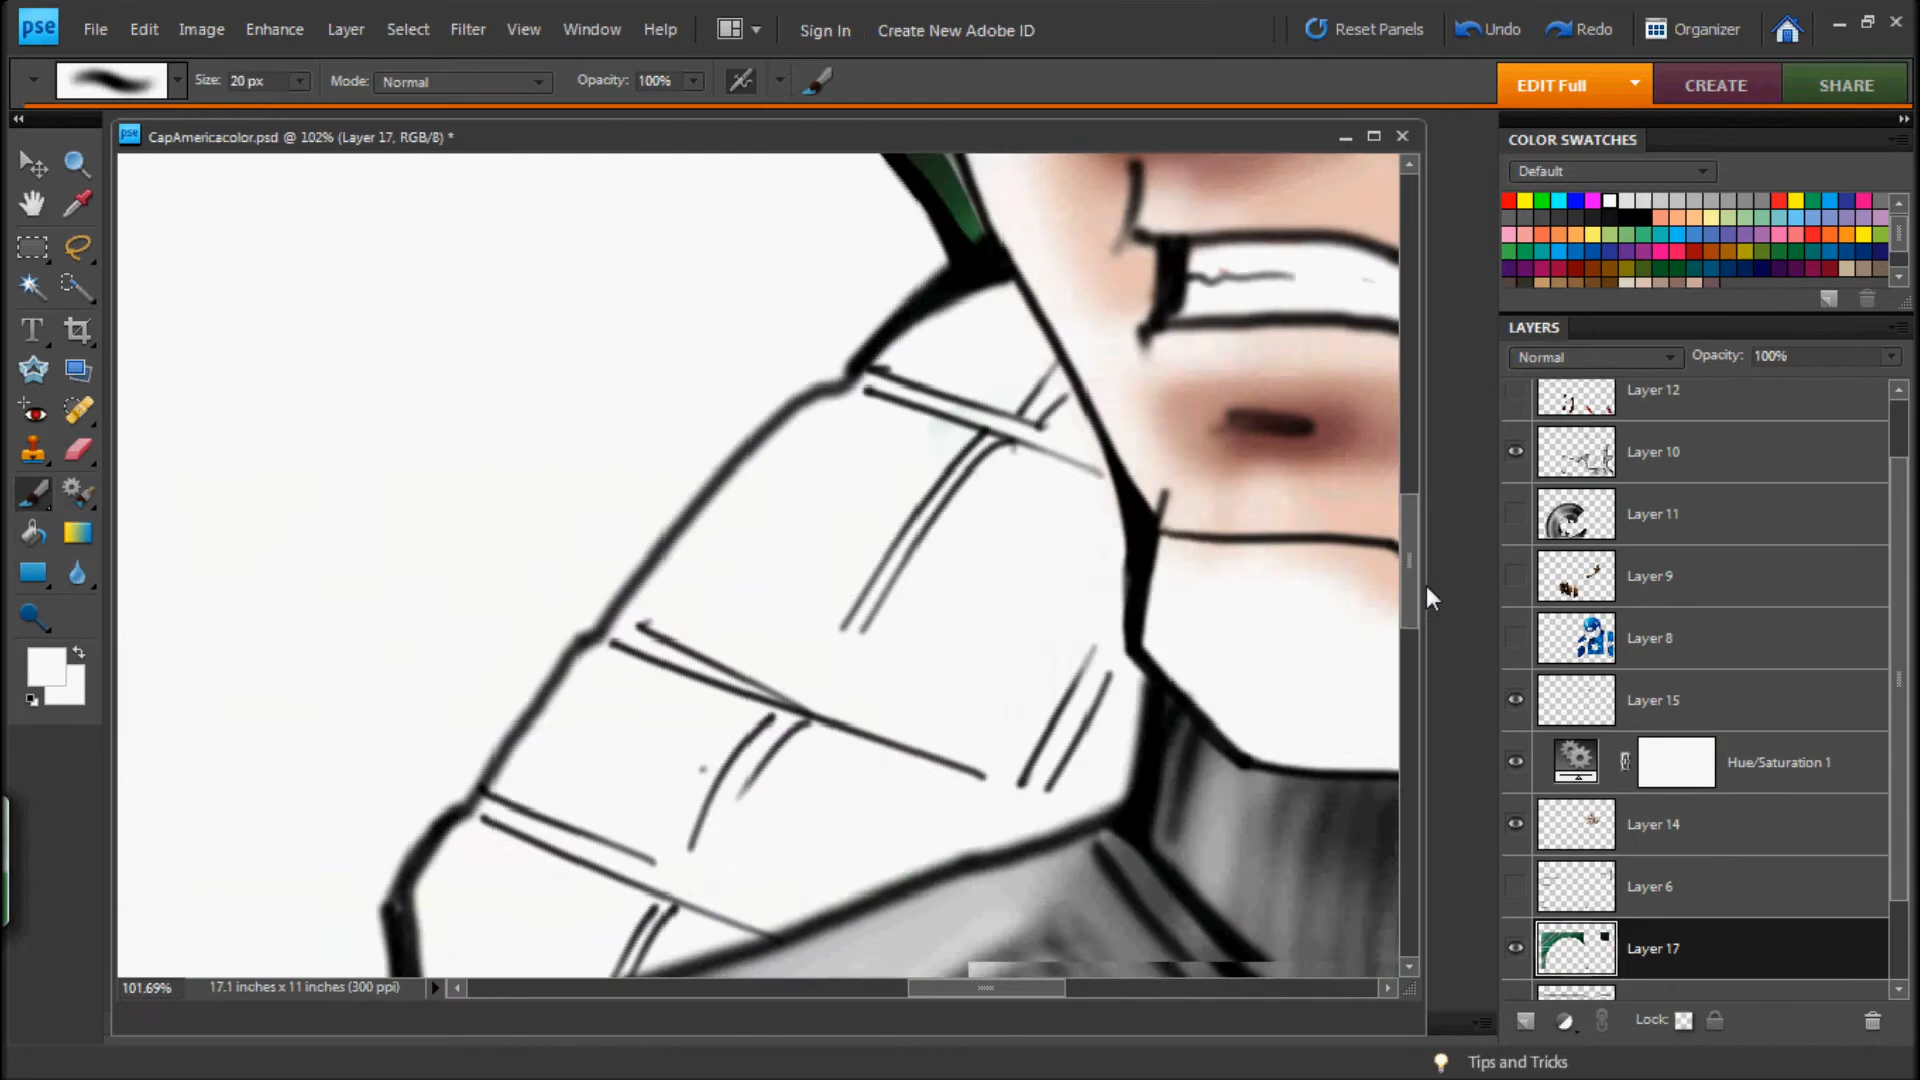 pse File Edit Image Enhance Layer Select Filter View Window Help Sign In Create New Adobe ID Reset Panels Undo Redo Organizer
Size: 20 px Mode: Normal Opacity: 100% EDIT Full CREATE SHARE
pse CapAmericacolor.psd @ 102% (Layer 17, RGB/8) *
COLOR SWATCHES
Default
LAYERS
Normal Opacity: 100%
Layer 12
Layer 10
Layer 11
Layer 9
Layer 8
Layer 15
Hue/Saturation 1
Layer 14
Layer 6
Layer 17
101.69% 17.1 inches x 11 inches (300 ppi)
Lock:
Tips and Tricks